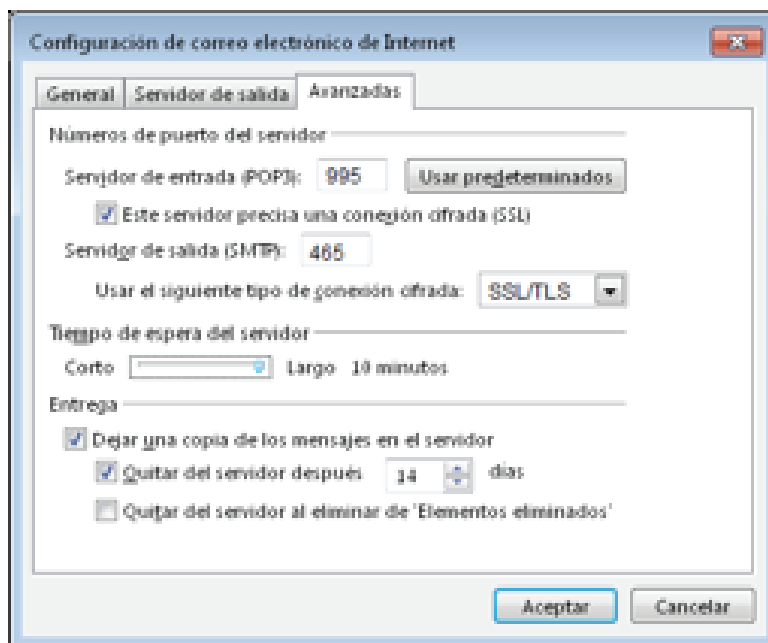 Configuración de correo electrónico de Internet
General Servidor de salida Avanzadas
Números de puerto del servidor
Servidor de entrada (POP3): 995 Usar predeterminados
Este servidor precisa una conexión cifrada (SSL)
Servidor de salida (SMTP): 465
Usar el siguiente tipo de conexión cifrada: SSL/TLS
Tiempo de espera del servidor
Corto Largo 10 minutos
Entrega
Dejar una copia de los mensajes en el servidor
Quitar del servidor después 14 días
Quitar del servidor al eliminar de 'Elementos eliminados'
Aceptar Cancelar